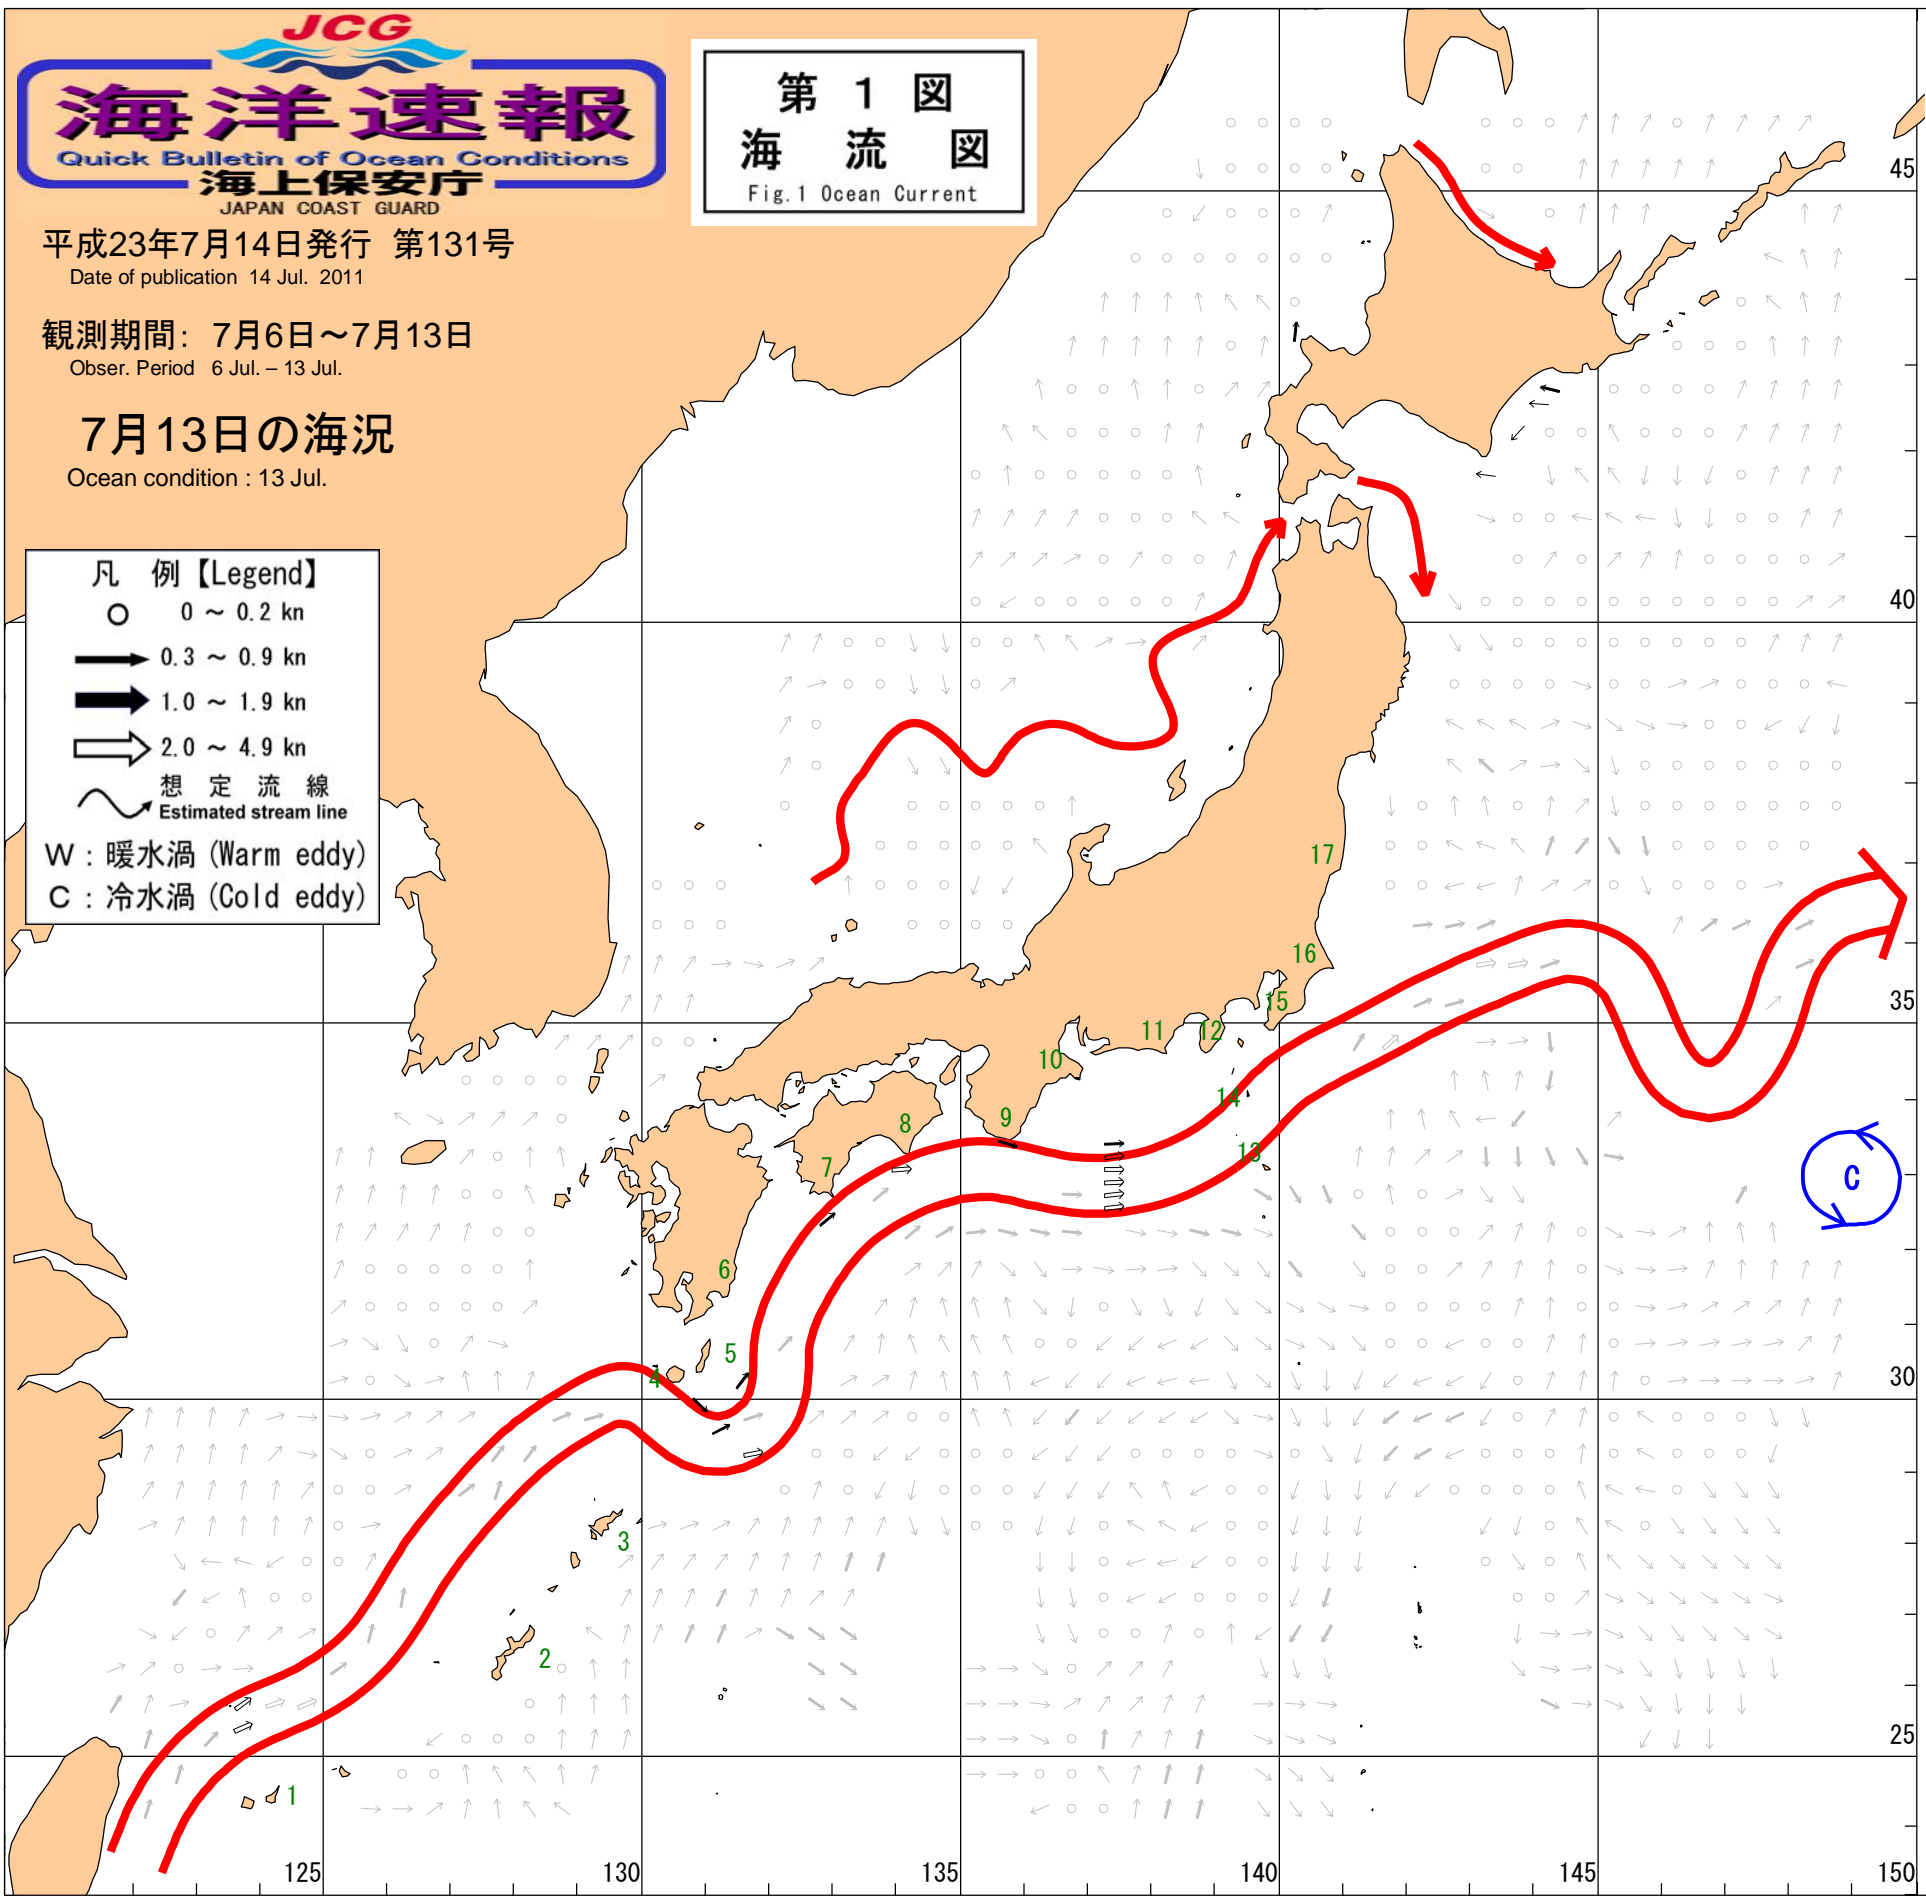 JCG
海洋速報
Quick Bulletin of Ocean Conditions
海上保安庁
JAPAN COAST GUARD
第 1 図
海 流 図
Fig.1 Ocean Current
平成23年7月14日発行 第131号
Date of publication 14 Jul. 2011
観測期間: 7月6日～7月13日
Obser. Period 6 Jul. – 13 Jul.
7月13日の海況
Ocean condition : 13 Jul.
凡 例【Legend】
0 ～ 0.2 kn
0.3 ～ 0.9 kn
1.0 ～ 1.9 kn
2.0 ～ 4.9 kn
想 定 流 線
Estimated stream line
W : 暖水渦 (Warm eddy)
C : 冷水渦 (Cold eddy)
45
40
17
16
35
15
11
12
10
14
9
8
13
7
C
6
5
4
30
3
2
25
1
125
130
135
140
145
150